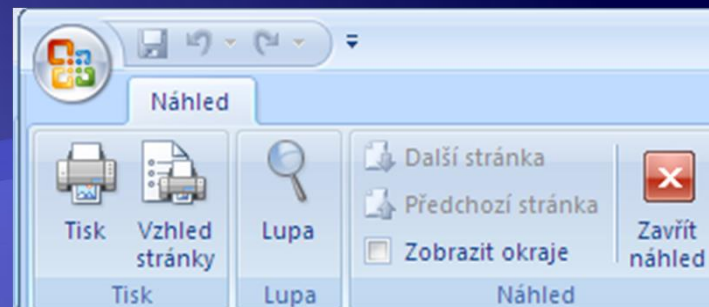 Náhled
Tisk
Vzhled
stránky
Tisk
Lupa
Lupa
Další stránka
Předchozí stránka
Zobrazit okraje
Zavřít
náhled
Náhled